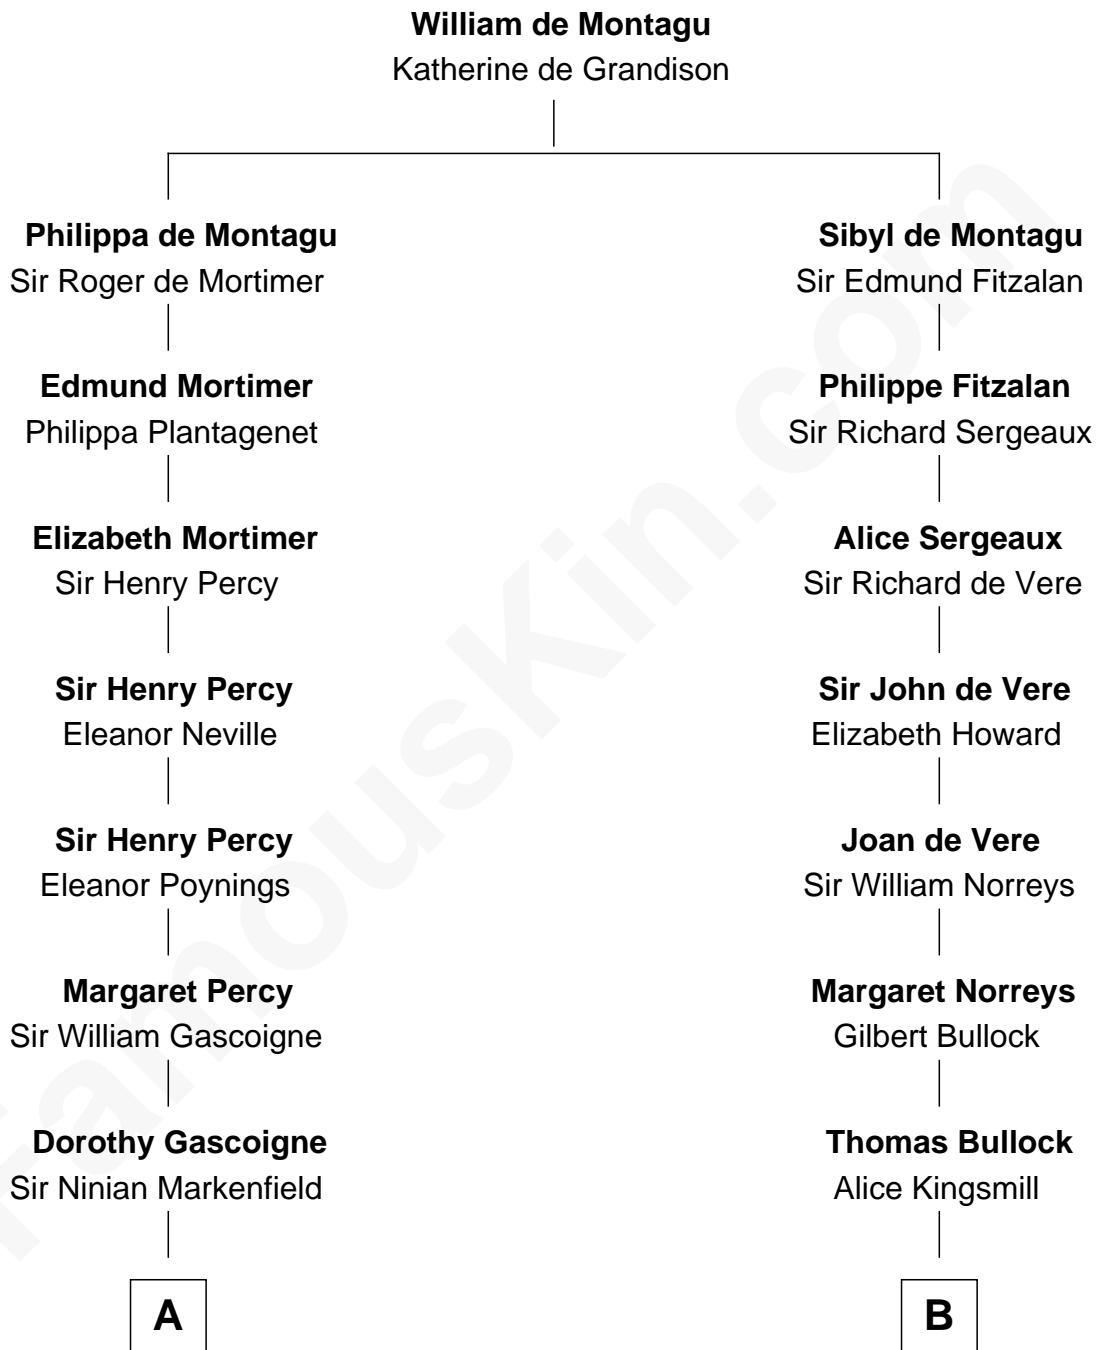 William de Montagu
Katherine de Grandison
Philippa de Montagu
Sir Roger de Mortimer
Edmund Mortimer
Philippa Plantagenet
Elizabeth Mortimer
Sir Henry Percy
Sir Henry Percy
Eleanor Neville
Sir Henry Percy
Eleanor Poynings
Margaret Percy
Sir William Gascoigne
Dorothy Gascoigne
Sir Ninian Markenfield
A
Sibyl de Montagu
Sir Edmund Fitzalan
Philippe Fitzalan
Sir Richard Sergeaux
Alice Sergeaux
Sir Richard de Vere
Sir John de Vere
Elizabeth Howard
Joan de Vere
Sir William Norreys
Margaret Norreys
Gilbert Bullock
Thomas Bullock
Alice Kingsmill
B
FamousKin.com